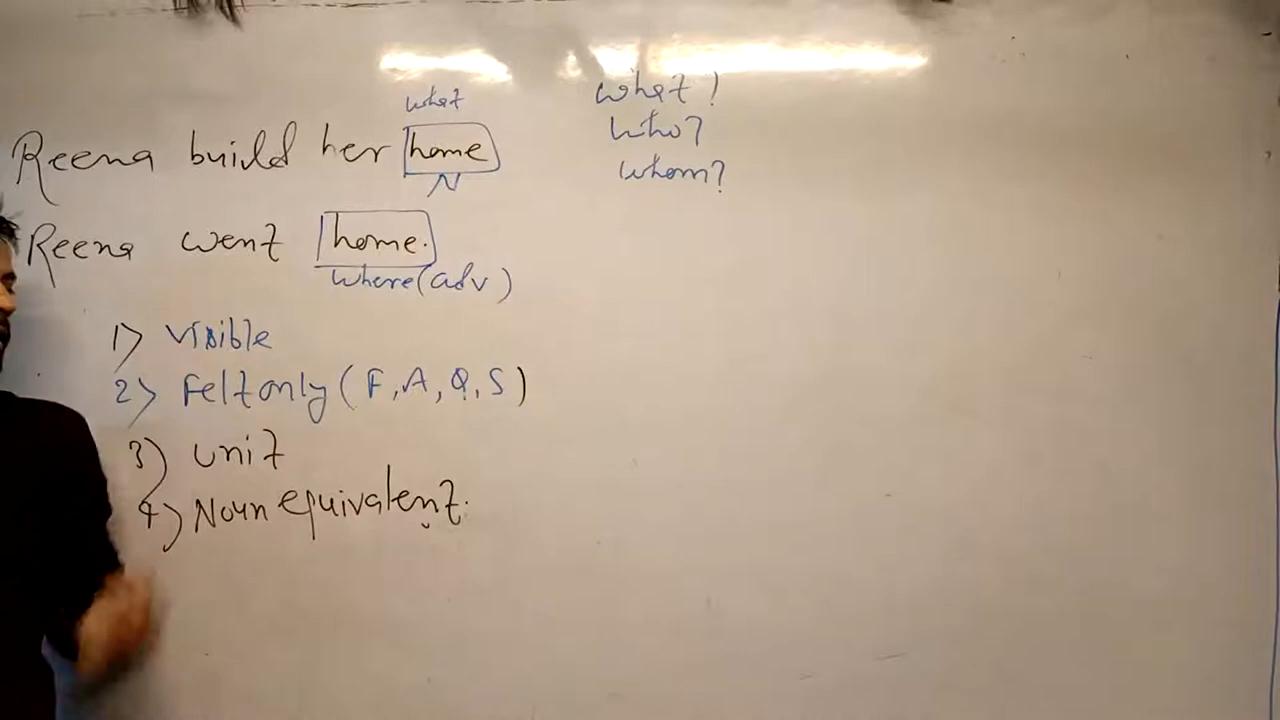 what
Reena build her home
N
what?
who?
whom?
Reena went home.
where (adv)
1) visible
2) Felt only (F, A, Q, S)
3) unit
4) Noun equivalent.